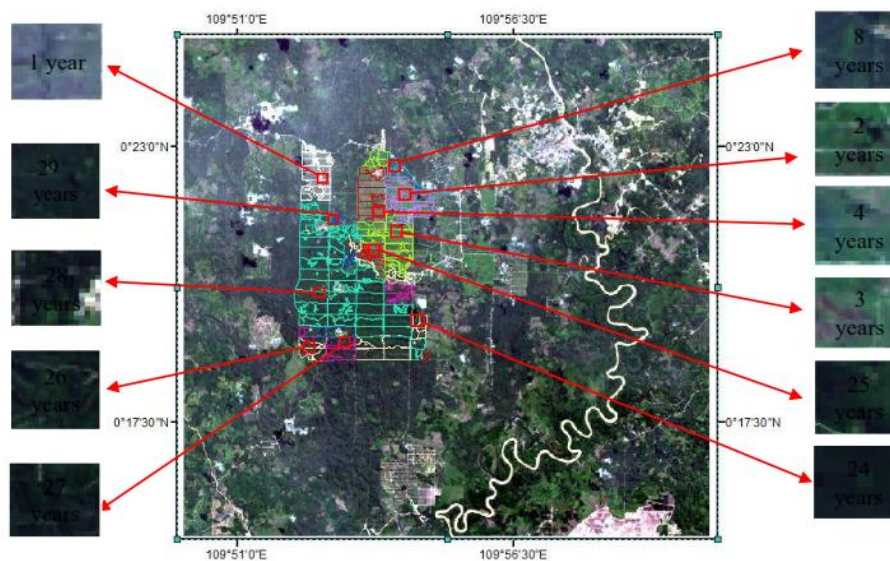 109°51'0"E
109°56'30"E
1 year
8
years
2
years
0°23'0"N
0°23'0"N
29
years
4
years
28
years
3
years
26
years
25
years
0°17'30"N
0°17'30"N
27
years
24
years
109°51'0"E
109°56'30"E